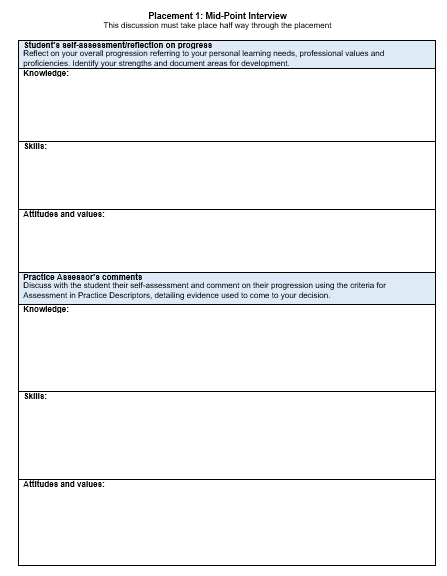 Placement 1: Mid-Point Interview
This discussion must take place half way through the placement
Student's self-assessment/reflection on progress
Reflect on your overall progression referring to your personal learning needs, professional values and
proficiencies. Identify your strengths and document areas for development.
Knowledge:
Skills:
Attitudes and values:
Practice Assessor's comments
Discuss with the student their self-assessment and comment on their progression using the criteria for
Assessment in Practice Descriptors, detailing evidence used to come to your decision.
Knowledge:
Skills:
Attitudes and values: